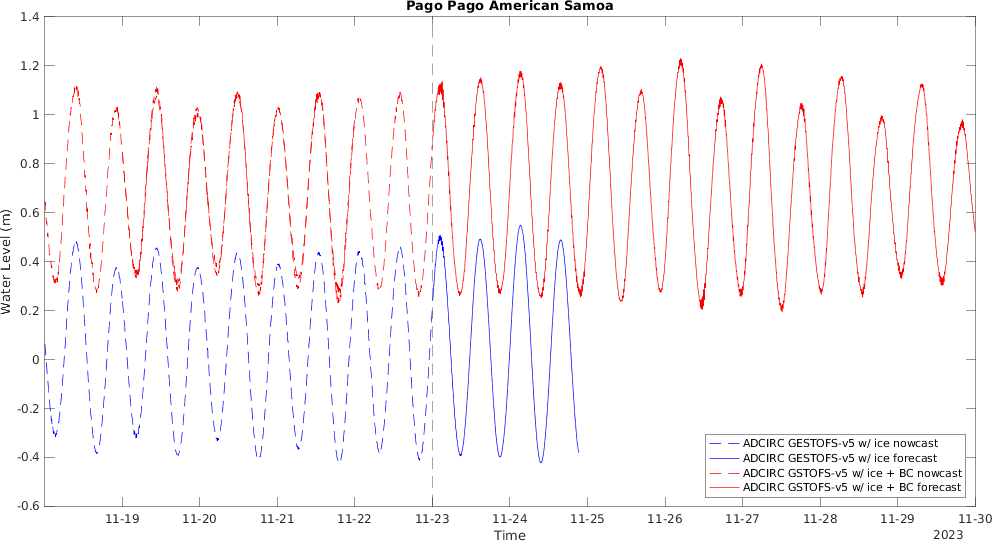 Pago Pago American Samoa
1.4
1.2
1
0.8
0.6
0.4
0.2
0
-0.2
-0.4
-0.6
Water Level (m)
11-19 11-20 11-21 11-22 11-23 11-24 11-25 11-26 11-27 11-28 11-29 11-30
Time
2023
ADCIRC GESTOFS-v5 w/ ice nowcast
ADCIRC GESTOFS-v5 w/ ice forecast
ADCIRC GSTOFS-v5 w/ ice + BC nowcast
ADCIRC GSTOFS-v5 w/ ice + BC forecast